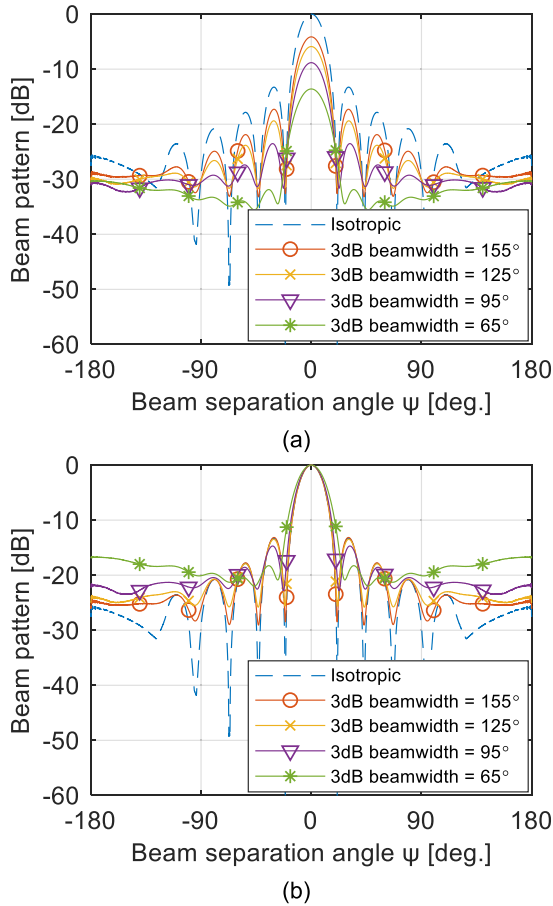 0
-10
-20
-30
-40
-50
-60
Beam pattern [dB]
Isotropic
3dB beamwidth = 155°
3dB beamwidth = 125°
3dB beamwidth = 95°
3dB beamwidth = 65°
-180 -90 0 90 180
Beam separation angle ψ [deg.]
(a)
0
-10
-20
-30
-40
-50
-60
Beam pattern [dB]
Isotropic
3dB beamwidth = 155°
3dB beamwidth = 125°
3dB beamwidth = 95°
3dB beamwidth = 65°
-180 -90 0 90 180
Beam separation angle ψ [deg.]
(b)